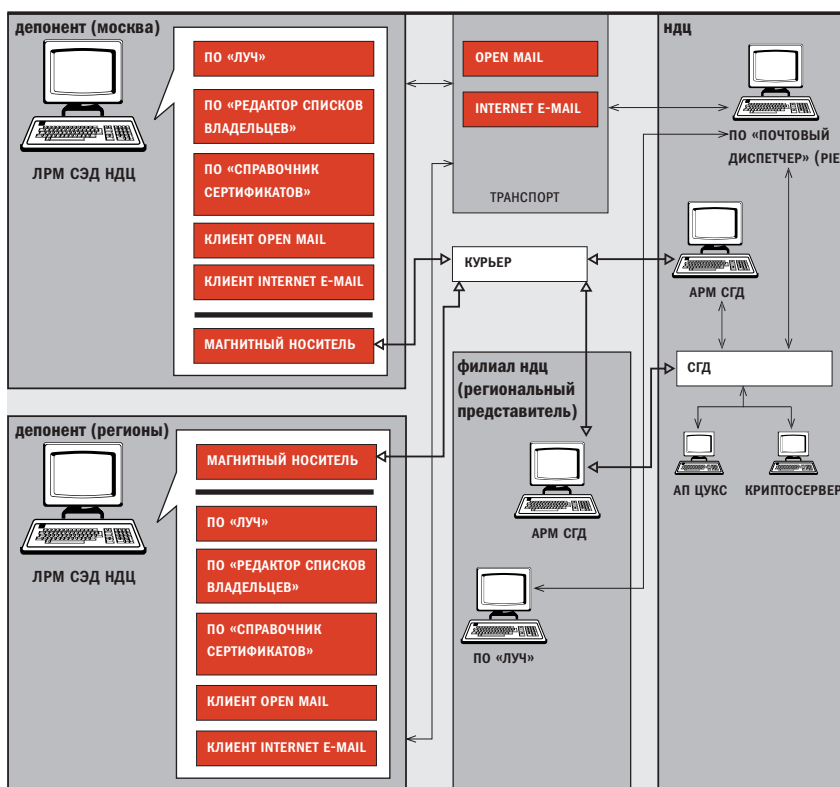 депонент (москва)
ЛРМ СЭД НДЦ
ПО «ЛУЧ»
ПО «РЕДАКТОР СПИСКОВ
ВЛАДЕЛЬЦЕВ»
ПО «СПРАВОЧНИК
СЕРТИФИКАТОВ»
КЛИЕНТ OPEN MAIL
КЛИЕНТ INTERNET E-MAIL
МАГНИТНЫЙ НОСИТЕЛЬ
OPEN MAIL
INTERNET E-MAIL
ТРАНСПОРТ
КУРЬЕР
ндц
ПО «ПОЧТОВЫЙ
ДИСПЕТЧЕР» (PIE
АРМ СГД
СГД
АП ЦУКС
КРИПТОСЕРВЕР
филиал ндц
(региональный
представитель)
АРМ СГД
ПО «ЛУЧ»
депонент (регионы)
ЛРМ СЭД НДЦ
МАГНИТНЫЙ НОСИТЕЛЬ
ПО «ЛУЧ»
ПО «РЕДАКТОР СПИСКОВ
ВЛАДЕЛЬЦЕВ»
ПО «СПРАВОЧНИК
СЕРТИФИКАТОВ»
КЛИЕНТ OPEN MAIL
КЛИЕНТ INTERNET E-MAIL